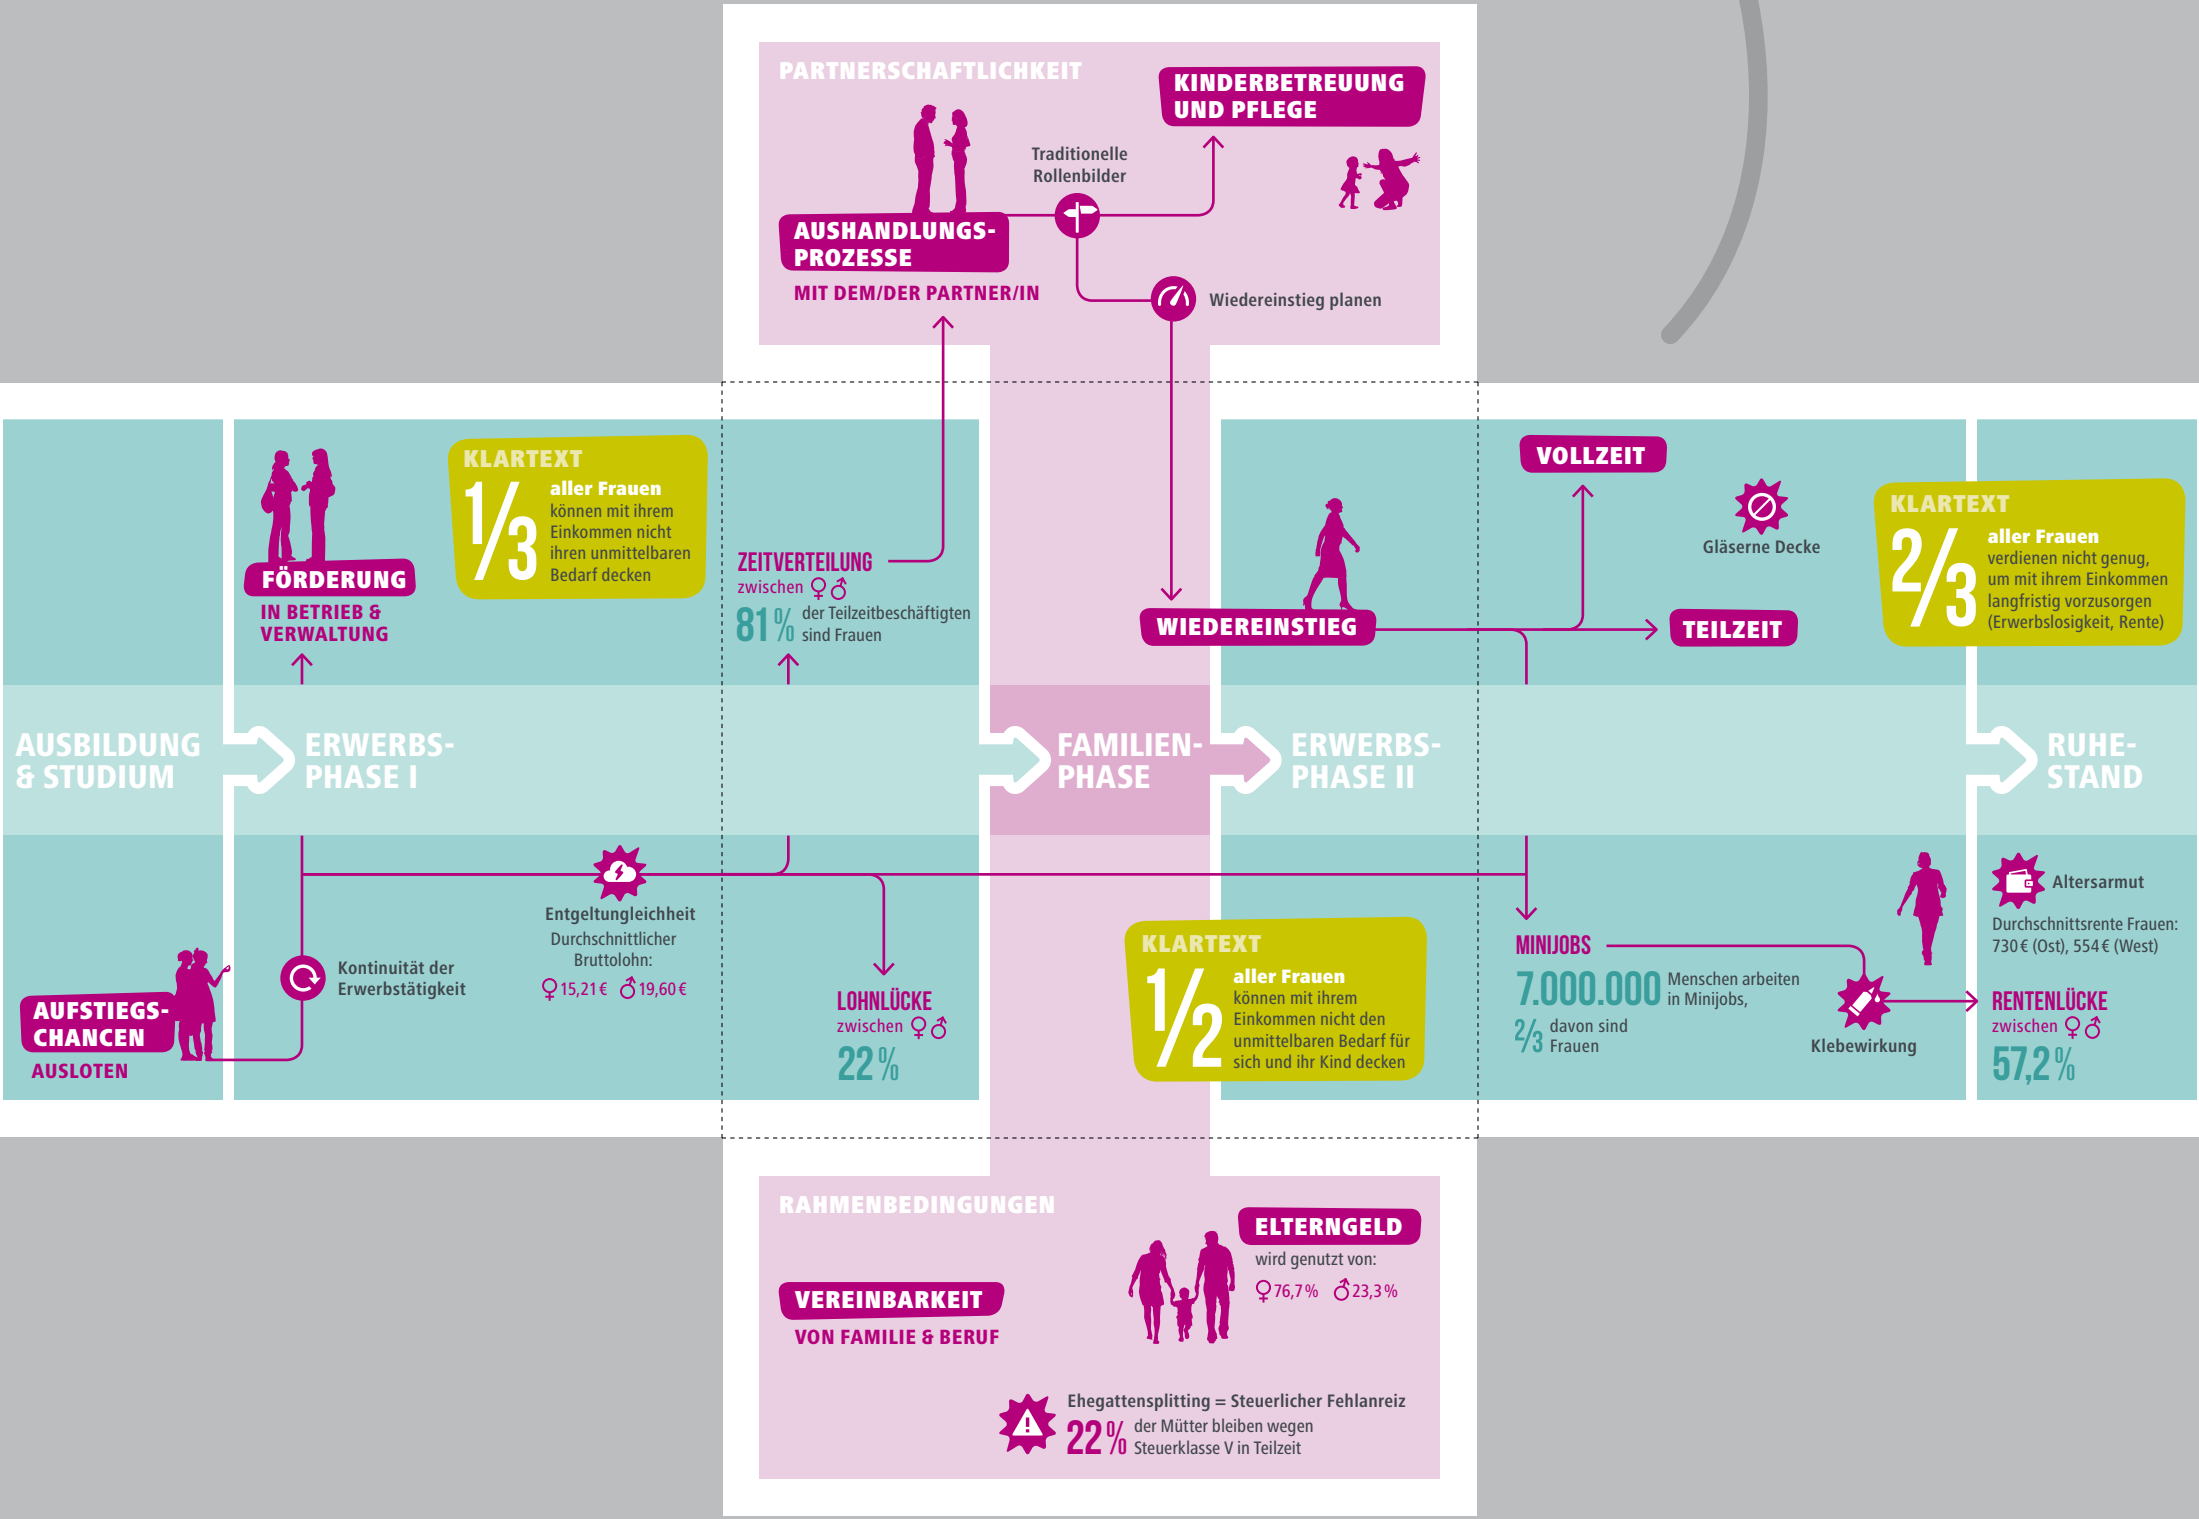 PARTNERSCHAFTLICHKEIT
KINDERBETREUUNG
UND PFLEGE
Traditionelle
Rollenbilder
AUSHANDLUNGS-
PROZESSE
MIT DEM/DER PARTNER/IN
Wiedereinstieg planen
FÖRDERUNG
IN BETRIEB &
VERWALTUNG
KLARTEXT
1/3
aller Frauen
können mit ihrem
Einkommen nicht
ihren unmittelbaren
Bedarf decken
ZEITVERTEILUNG
zwischen ♀♂
81 % der Teilzeitbeschäftigten
sind Frauen
WIEDEREINSTIEG
VOLLZEIT
TEILZEIT
Gläserne Decke
KLARTEXT
2/3
aller Frauen
verdienen nicht genug,
um mit ihrem Einkommen
langfristig vorzusorgen
(Erwerbslosigkeit, Rente)
AUSBILDUNG
& STUDIUM
ERWERBS-
PHASE I
FAMILIEN-
PHASE
ERWERBS-
PHASE II
RUHE-
STAND
AUFSTIEGS-
CHANCEN
AUSLOTEN
Kontinuität der
Erwerbstätigkeit
Entgeltungleichheit
Durchschnittlicher
Bruttolohn:
♀ 15,21 € ♂ 19,60 €
LOHNLÜCKE
zwischen ♀♂
22 %
KLARTEXT
1/2
aller Frauen
können mit ihrem
Einkommen nicht den
unmittelbaren Bedarf für
sich und ihr Kind decken
MINIJOBS
7.000.000 Menschen arbeiten
in Minijobs,
2/3 davon sind
Frauen
Klebewirkung
Altersarmut
Durchschnittsrente Frauen:
730 € (Ost), 554 € (West)
RENTENLÜCKE
zwischen ♀♂
57,2 %
RAHMENBEDINGUNGEN
VEREINBARKEIT
VON FAMILIE & BERUF
ELTERNGELD
wird genutzt von:
♀ 76,7 % ♂ 23,3 %
Ehegattensplitting = Steuerlicher Fehlanreiz
22 % der Mütter bleiben wegen
Steuerklasse V in Teilzeit